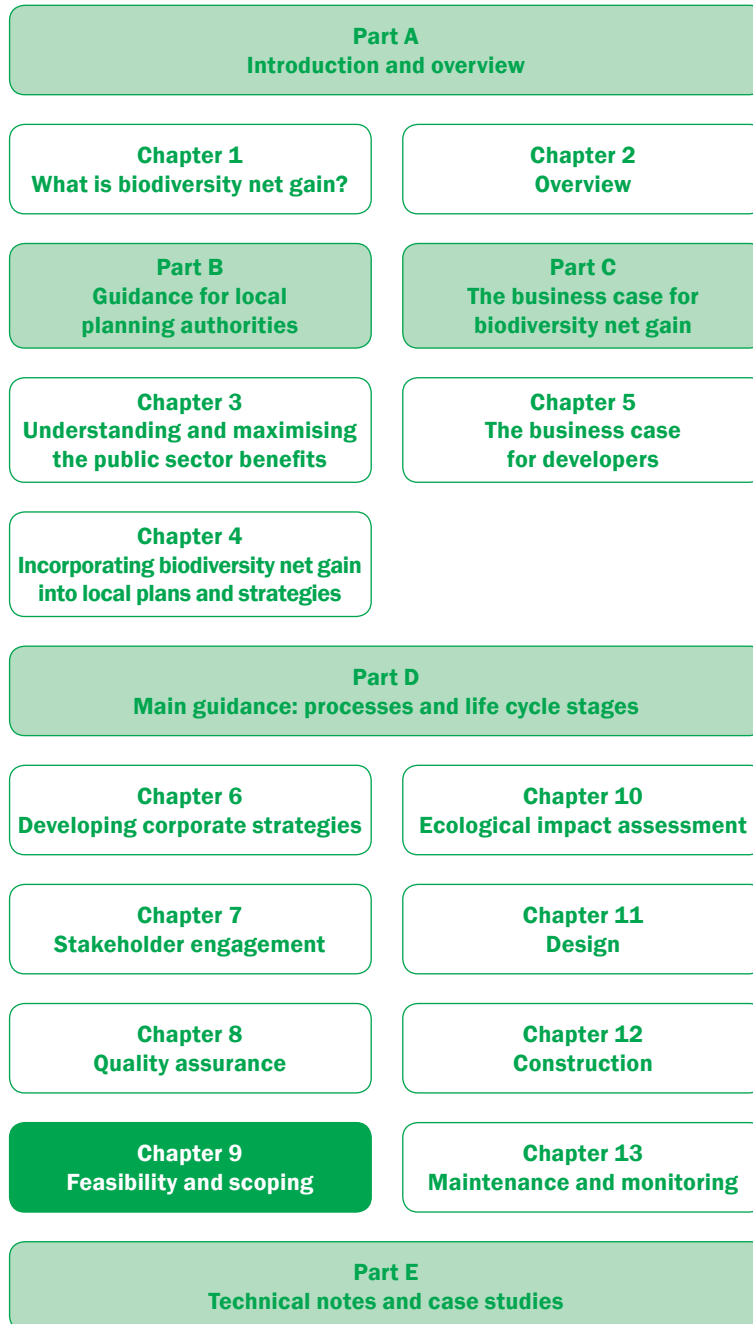 Part A
Introduction and overview
Chapter 1
What is biodiversity net gain?
Chapter 2
Overview
Part B
Guidance for local
planning authorities
Part C
The business case for
biodiversity net gain
Chapter 3
Understanding and maximising
the public sector benefits
Chapter 5
The business case
for developers
Chapter 4
Incorporating biodiversity net gain
into local plans and strategies
Part D
Main guidance: processes and life cycle stages
Chapter 6
Developing corporate strategies
Chapter 10
Ecological impact assessment
Chapter 7
Stakeholder engagement
Chapter 11
Design
Chapter 8
Quality assurance
Chapter 12
Construction
Chapter 9
Feasibility and scoping
Chapter 13
Maintenance and monitoring
Part E
Technical notes and case studies